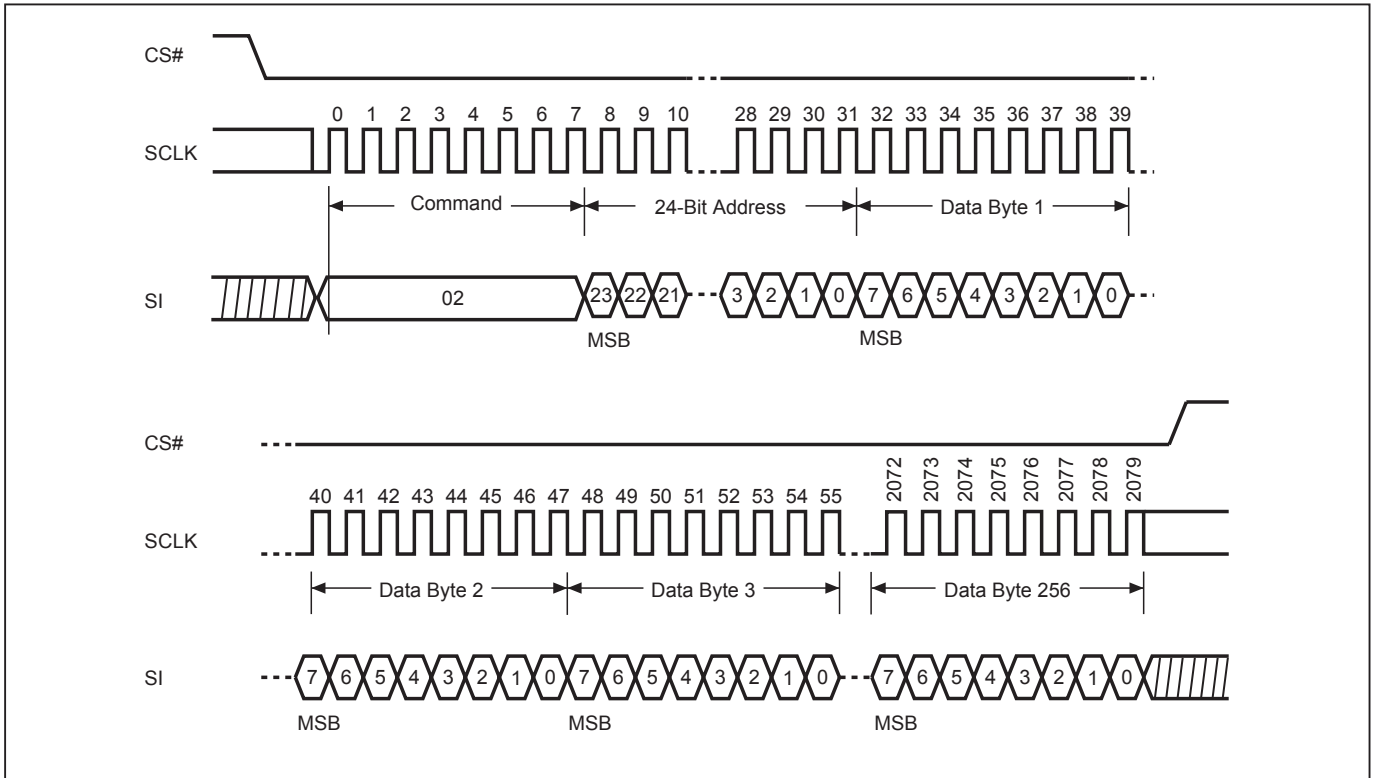 CS#
0 1 2 3 4 5 6 7 8 9 10 28 29 30 31 32 33 34 35 36 37 38 39
SCLK
Command 24-Bit Address Data Byte 1
SI 02 23 22 21 3 2 1 0 7 6 5 4 3 2 1 0
MSB MSB
CS#
40 41 42 43 44 45 46 47 48 49 50 51 52 53 54 55 2072 2073 2074 2075 2076 2077 2078 2079
SCLK
Data Byte 2 Data Byte 3 Data Byte 256
SI 7 6 5 4 3 2 1 0 7 6 5 4 3 2 1 0 7 6 5 4 3 2 1 0
MSB MSB MSB